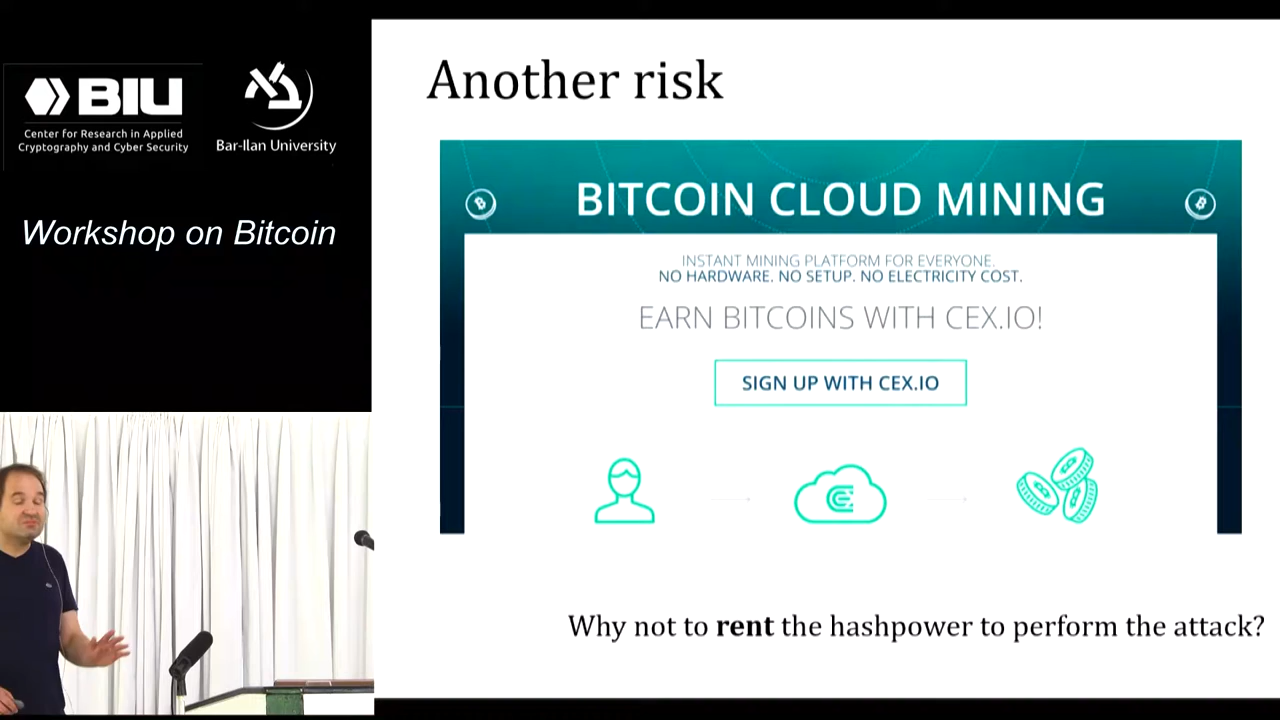 BIU
Center for Research in Applied
Cryptography and Cyber Security
Bar-Ilan University
Workshop on Bitcoin
Another risk
BITCOIN CLOUD MINING
INSTANT MINING PLATFORM FOR EVERYONE.
NO HARDWARE. NO SETUP. NO ELECTRICITY COST.
EARN BITCOINS WITH CEX.IO!
SIGN UP WITH CEX.IO
Why not to rent the hashpower to perform the attack?